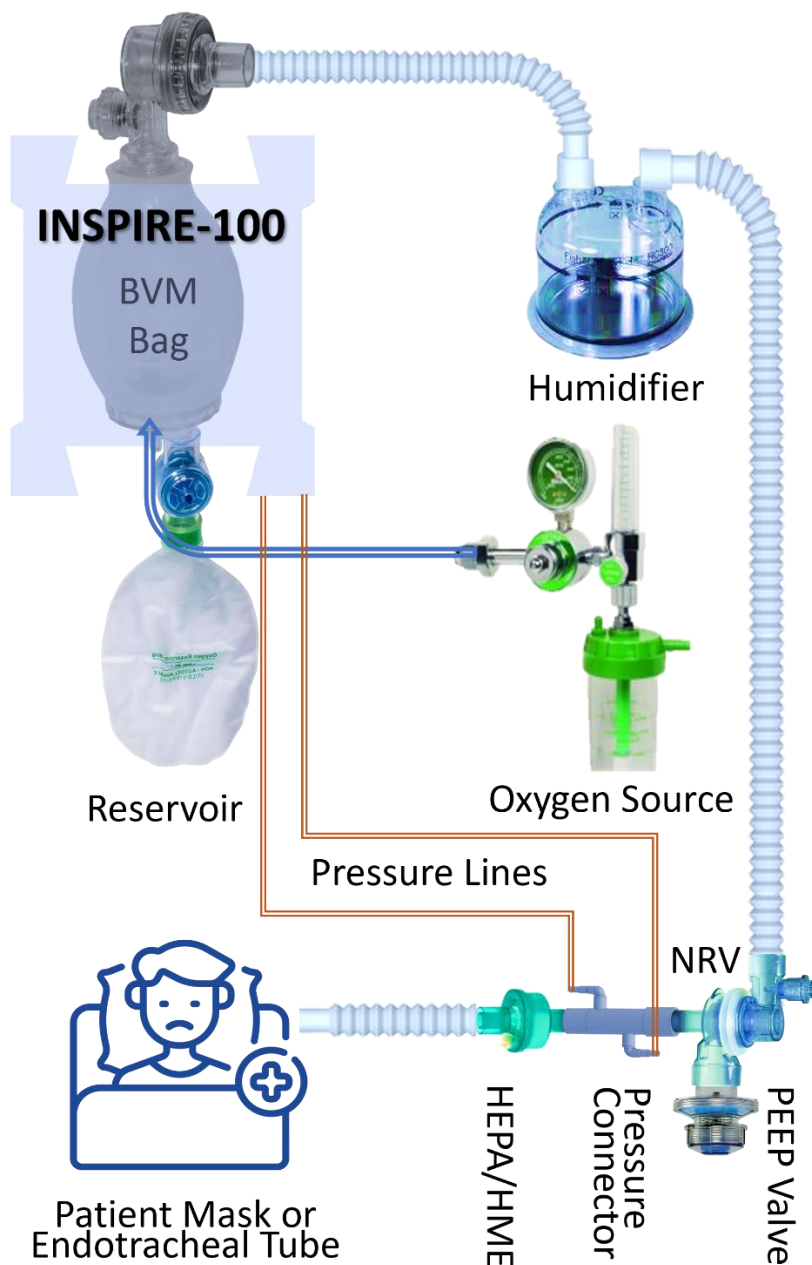 INSPIRE-100
BVM
Bag
Humidifier
Reservoir
Oxygen Source
Pressure Lines
NRV
HEPA/HME
Pressure
Connector
PEEP Valve
Patient Mask or
Endotracheal Tube